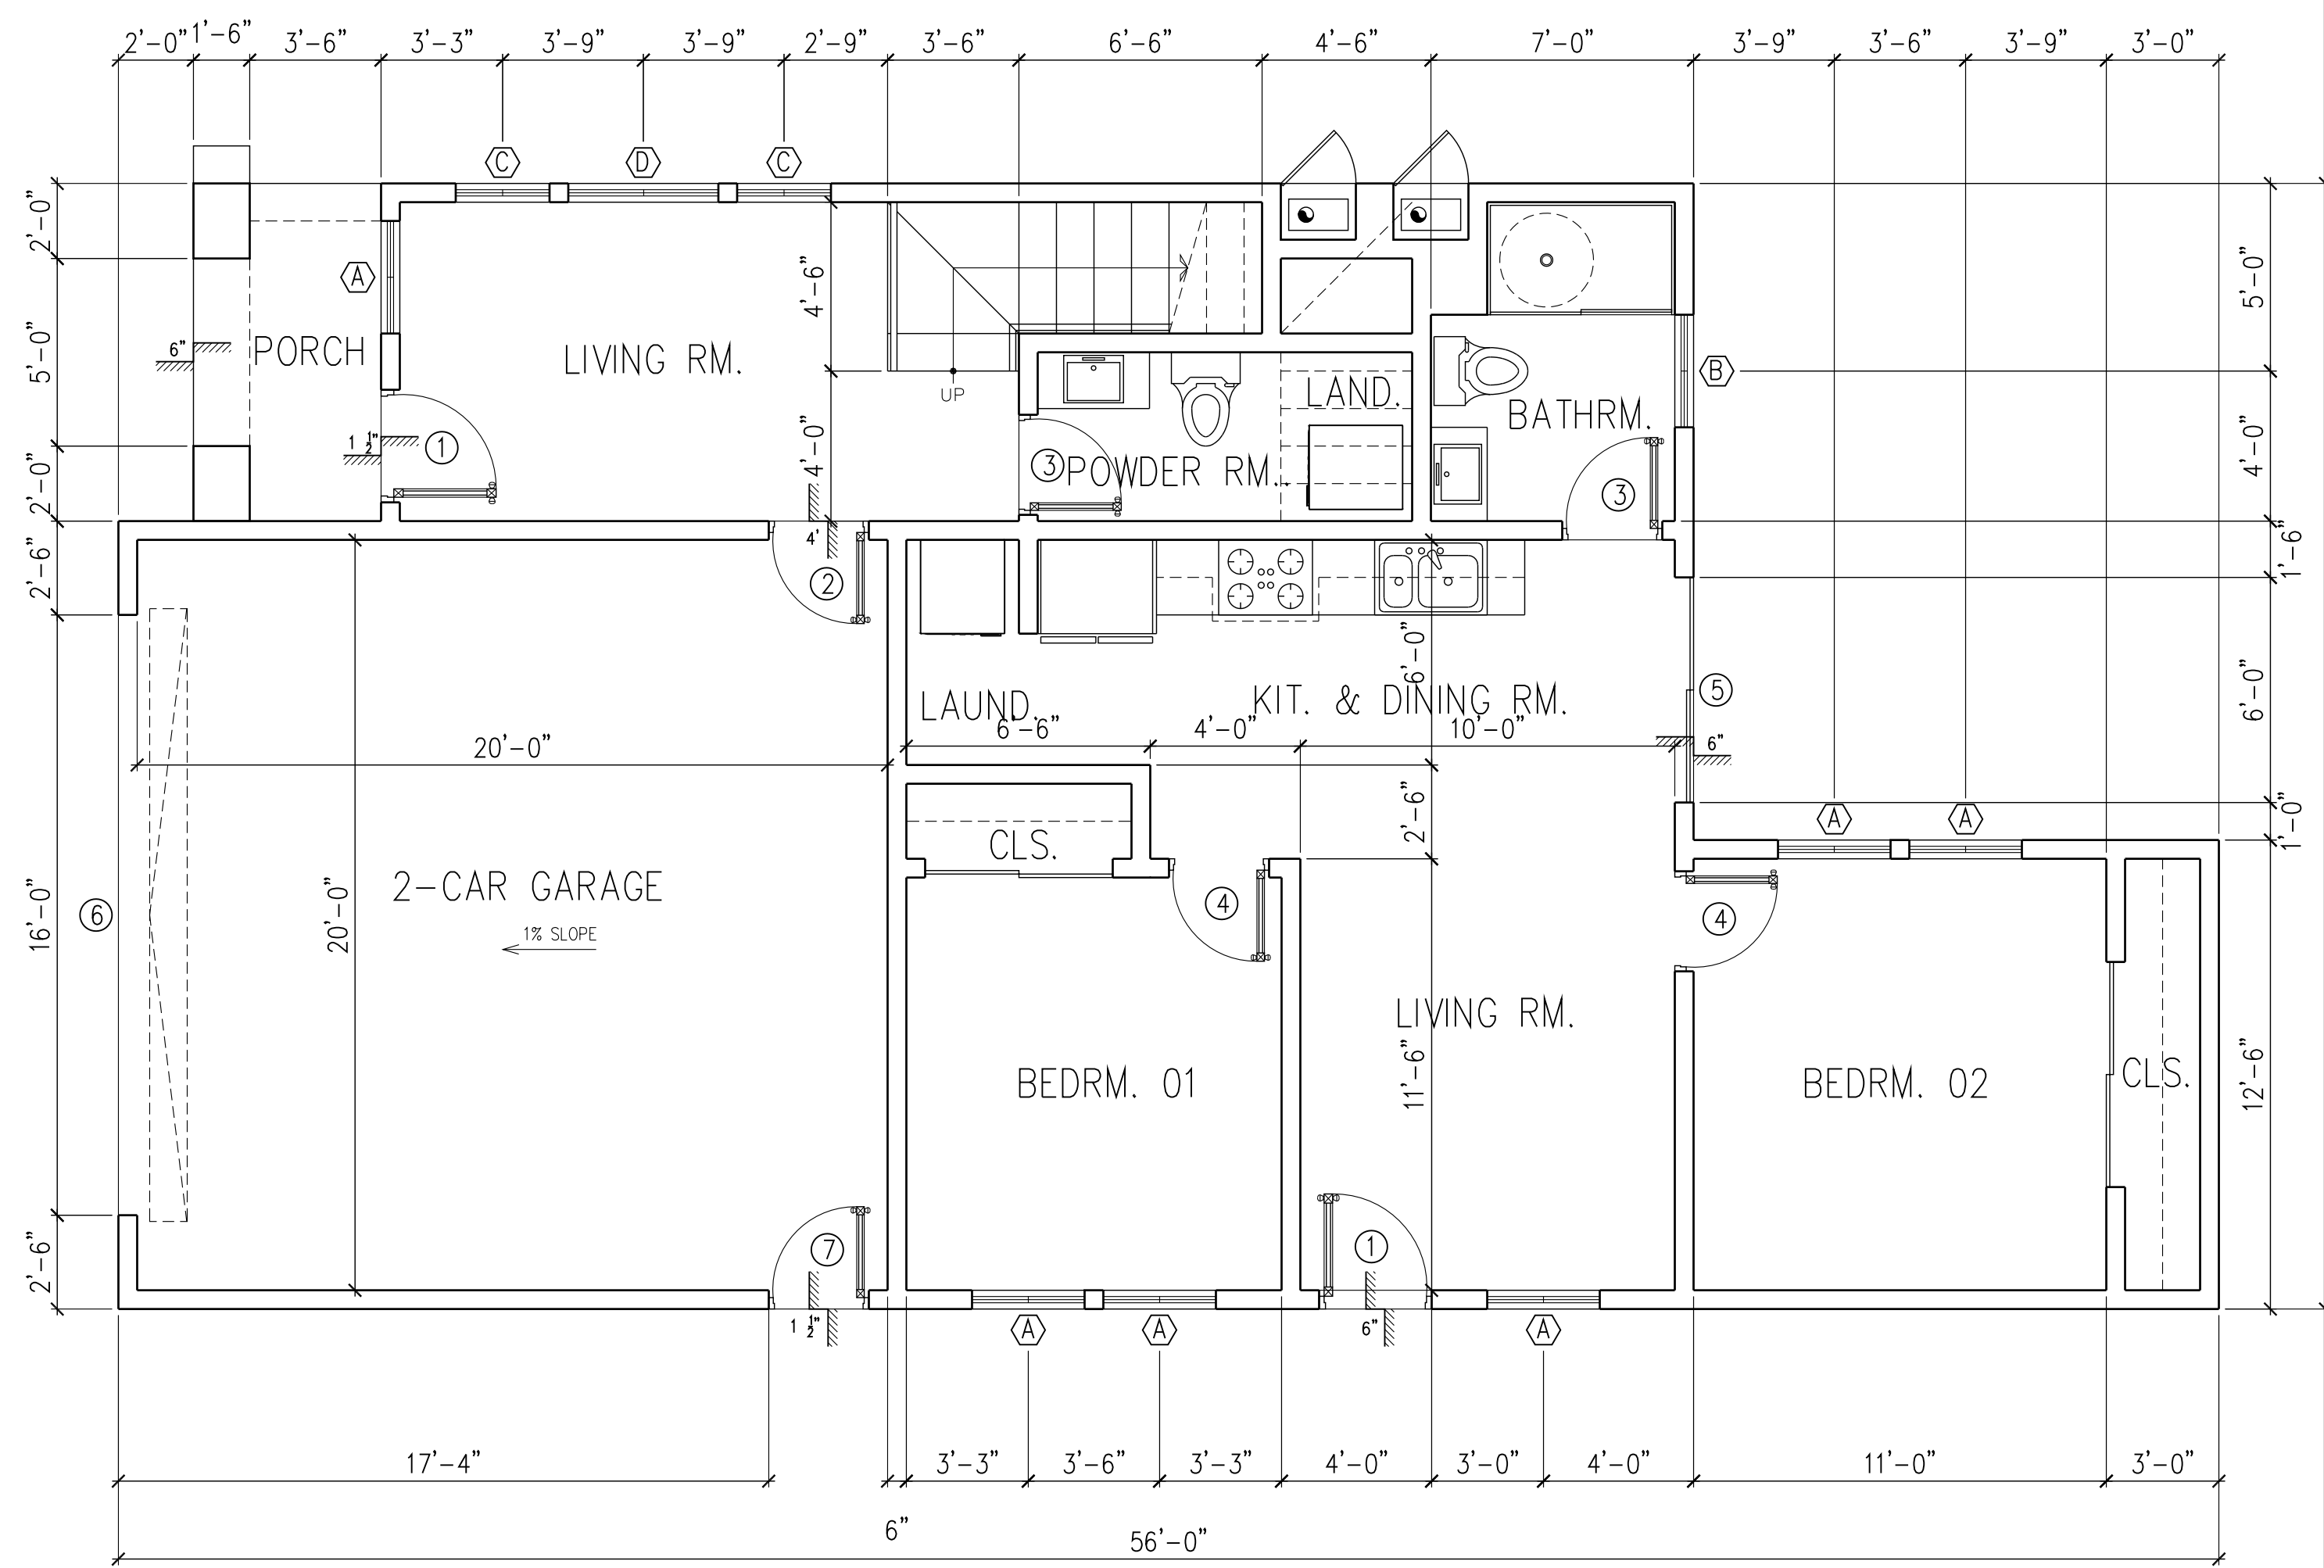 2'-0" 1'-6" 3'-6" 3'-3" 3'-9" 3'-9" 2'-9" 3'-6" 6'-6" 4'-6" 7'-0" 3'-9" 3'-6" 3'-9" 3'-0"
C D C
2'-0"
5'-0"
2'-0"
2'-6"
16'-0"
2'-6"
A
6"
PORCH
1 1/2"
1
LIVING RM.
4'-6"
4'-0"
UP
3
POWDER RM.
LAND.
BATHRM.
3
B
5'-0"
4'-0"
1'-6"
6'-0"
1'-0"
12'-6"
4'
2
LAUND.
KIT. & DINING RM.
6'-0"
5
6"
20'-0"
6'-6" 4'-0" 10'-0"
2'-6"
CLS.
A A
6
2-CAR GARAGE
1% SLOPE
20'-0"
4
4
LIVING RM.
11'-6"
BEDRM. 01
BEDRM. 02
CLS.
7
1
1 1/2"
6"
A A A
17'-4" 3'-3" 3'-6" 3'-3" 4'-0" 3'-0" 4'-0" 11'-0" 3'-0"
6"
56'-0"